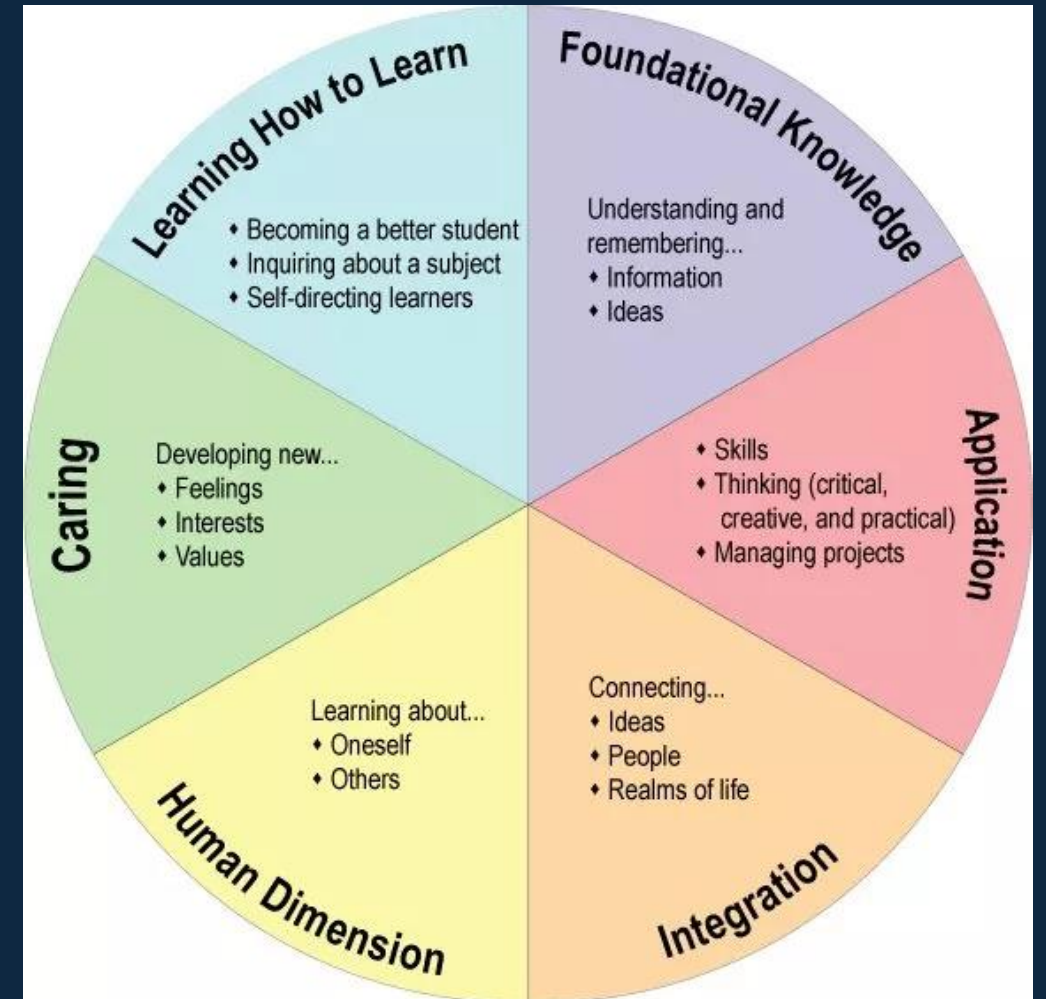 Foundational Knowledge
Understanding and
remembering...
♦ Information
♦ Ideas
Application
♦ Skills
♦ Thinking (critical,
creative, and practical)
♦ Managing projects
Integration
Connecting...
♦ Ideas
♦ People
♦ Realms of life
Human Dimension
Learning about...
♦ Oneself
♦ Others
Caring
Developing new...
♦ Feelings
♦ Interests
♦ Values
Learning How to Learn
♦ Becoming a better student
♦ Inquiring about a subject
♦ Self-directing learners